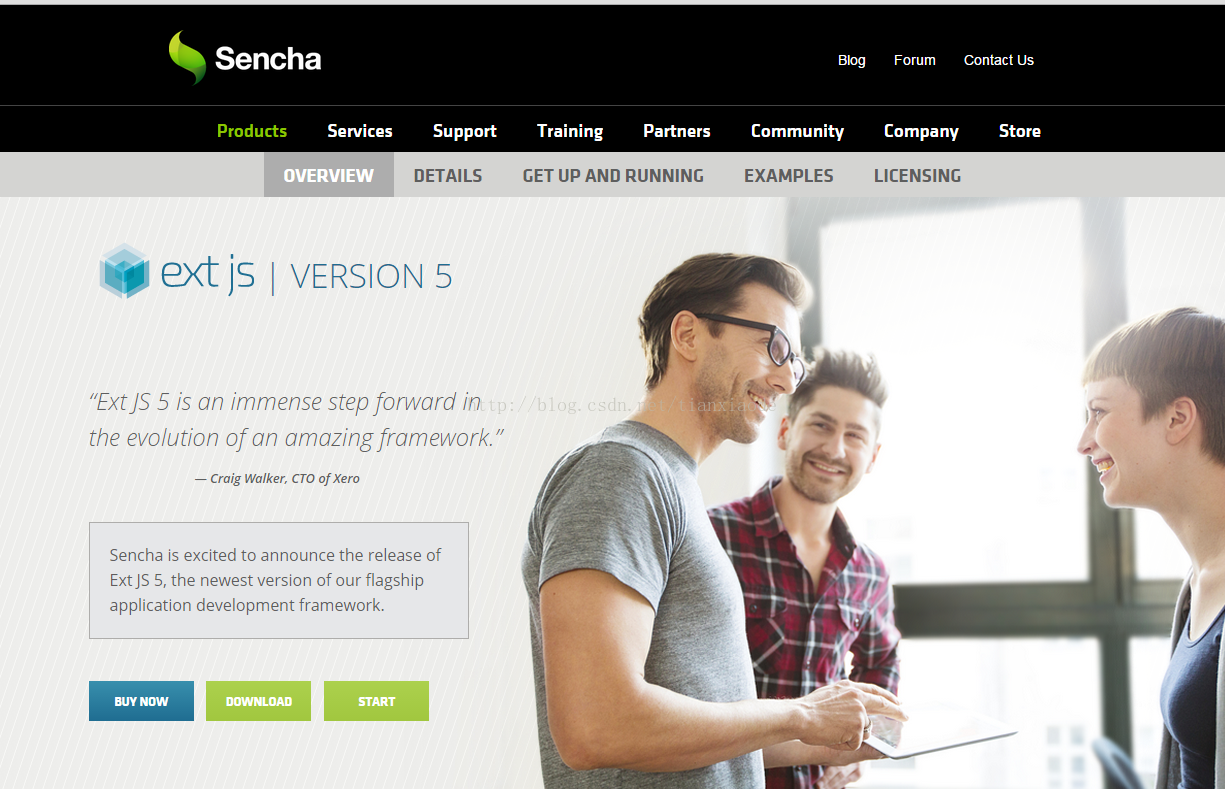 Sencha
Blog Forum Contact Us
Products Services Support Training Partners Community Company Store
OVERVIEW DETAILS GET UP AND RUNNING EXAMPLES LICENSING
ext js | VERSION 5
“Ext JS 5 is an immense step forward in
the evolution of an amazing framework.”
— Craig Walker, CTO of Xero
http://blog.csdn.net/tianxiaode
Sencha is excited to announce the release of
Ext JS 5, the newest version of our flagship
application development framework.
BUY NOW DOWNLOAD START